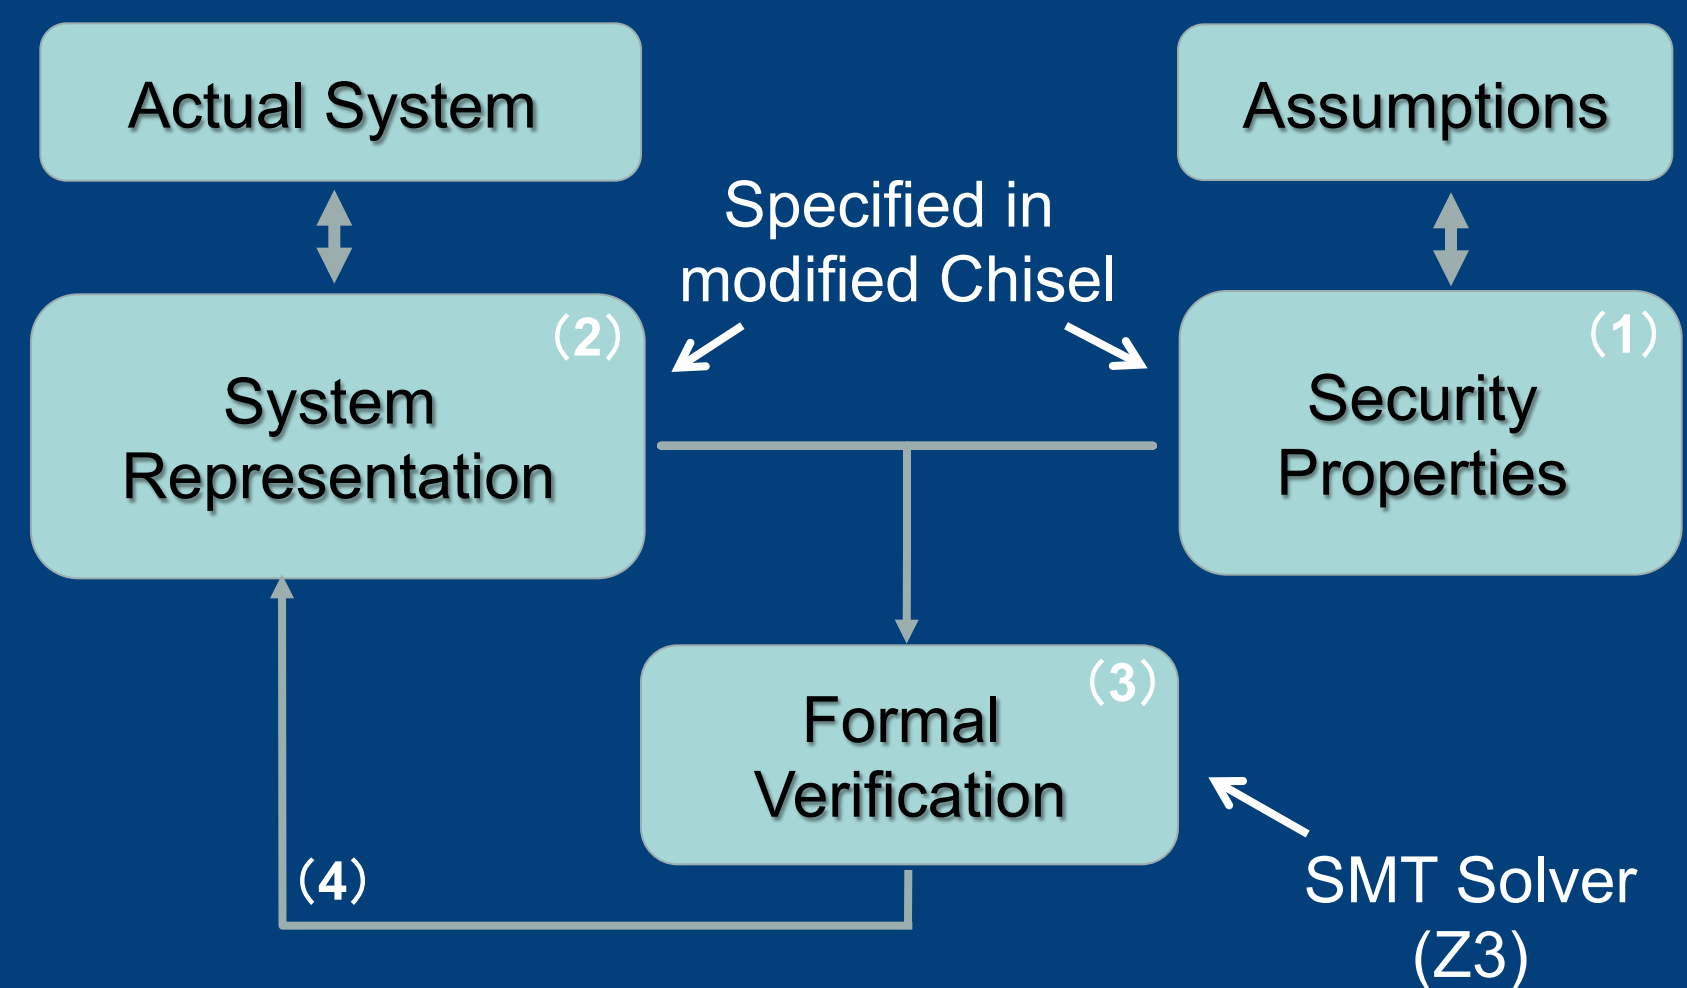 Actual System
Assumptions
Specified in
modified Chisel
(2)
System
Representation
(1)
Security
Properties
(3)
Formal
Verification
(4)
SMT Solver
(Z3)